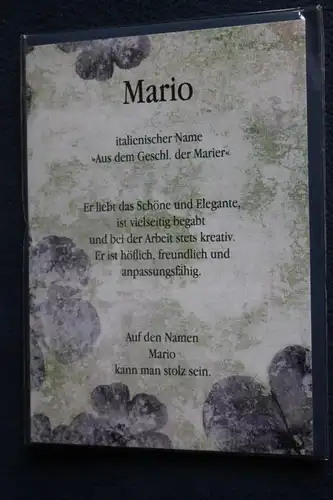 Mario
italienischer Name
»Aus dem Geschl. der Marier«
Er liebt das Schöne und Elegante,
ist vielseitig begabt
und bei der Arbeit stets kreativ.
Er ist höflich, freundlich und
anpassungsfähig.
Auf den Namen
Mario
kann man stolz sein.